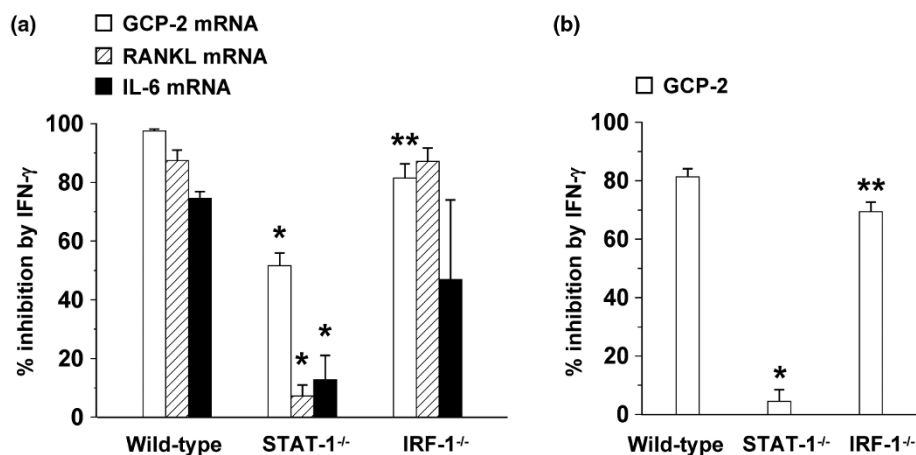 (a)
GCP-2 mRNA
RANKL mRNA
IL-6 mRNA
% inhibition by IFN-γ
100
80
60
40
20
0
*
*
*
**
Wild-type STAT-1-/- IRF-1-/-
(b)
GCP-2
% inhibition by IFN-γ
100
80
60
40
20
0
*
**
Wild-type STAT-1-/- IRF-1-/-